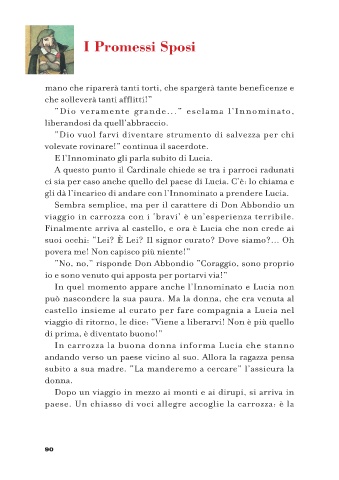 I Promessi Sposi
mano che riparerà tanti torti, che spargerà tante beneficenze e
che solleverà tanti afflitti!"
"Dio veramente grande..." esclama l'Innominato,
liberandosi da quell'abbraccio.
"Dio vuol farvi diventare strumento di salvezza per chi
volevate rovinare!" continua il sacerdote.
E l'Innominato gli parla subito di Lucia.
A questo punto il Cardinale chiede se tra i parroci radunati
ci sia per caso anche quello del paese di Lucia. C'è: lo chiama e
gli dà l'incarico di andare con l'Innominato a prendere Lucia.
Sembra semplice, ma per il carattere di Don Abbondio un
viaggio in carrozza con i 'bravi' è un'esperienza terribile.
Finalmente arriva al castello, e ora è Lucia che non crede ai
suoi occhi: "Lei? È Lei? Il signor curato? Dove siamo?... Oh
povera me! Non capisco più niente!"
"No, no," risponde Don Abbondio "Coraggio, sono proprio
io e sono venuto qui apposta per portarvi via!"
In quel momento appare anche l'Innominato e Lucia non
può nascondere la sua paura. Ma la donna, che era venuta al
castello insieme al curato per fare compagnia a Lucia nel
viaggio di ritorno, le dice: "Viene a liberarvi! Non è più quello
di prima, è diventato buono!"
In carrozza la buona donna informa Lucia che stanno
andando verso un paese vicino al suo. Allora la ragazza pensa
subito a sua madre. "La manderemo a cercare" l'assicura la
donna.
Dopo un viaggio in mezzo ai monti e ai dirupi, si arriva in
paese. Un chiasso di voci allegre accoglie la carrozza: è la
90